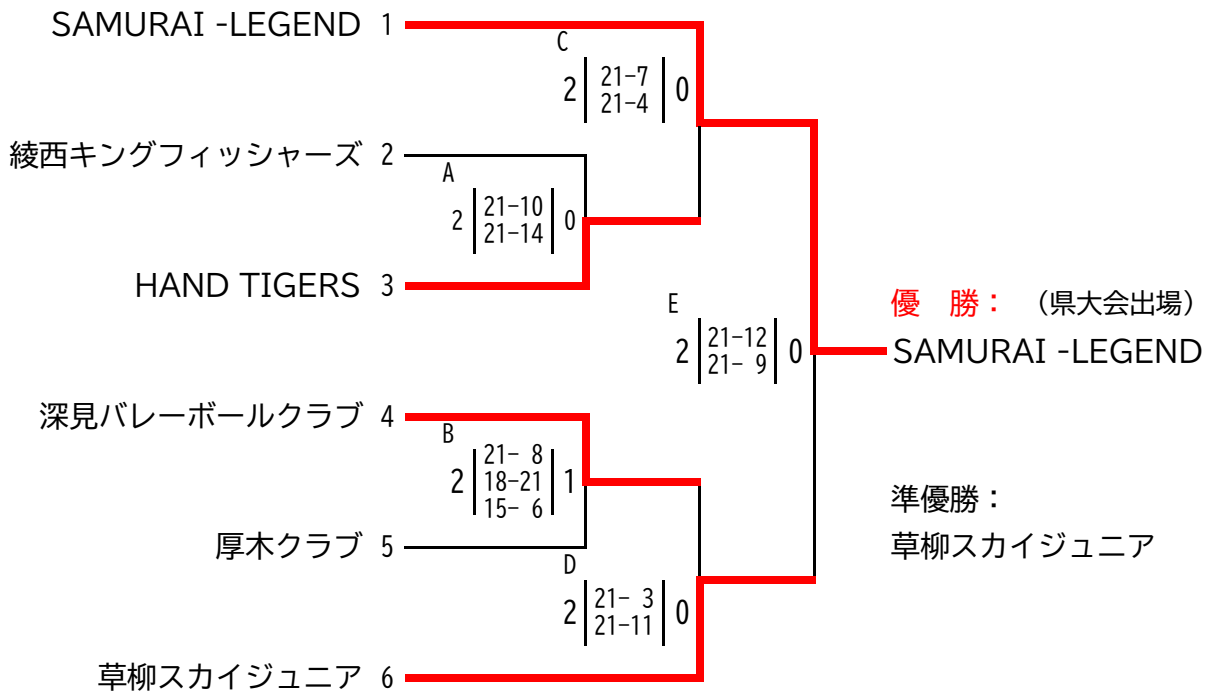 SAMURAI -LEGEND 1
C
2 21-7 0
21-4
綾西キングフィッシャーズ 2
A
2 21-10 0
21-14
HAND TIGERS 3
優　勝： （県大会出場）
SAMURAI -LEGEND
E
2 21-12 0
21- 9
深見バレーボールクラブ 4
B
21- 8
2 18-21 1
15- 6
準優勝：
草柳スカイジュニア
厚木クラブ 5
D
2 21- 3 0
21-11
草柳スカイジュニア 6